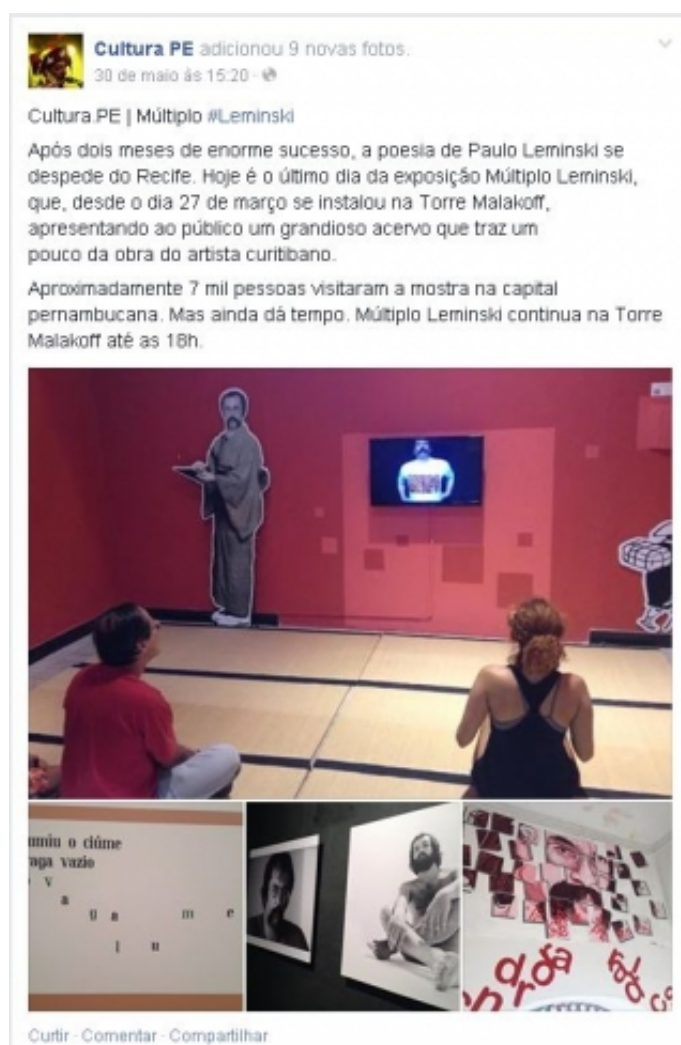 Cultura PE adicionou 9 novas fotos.
30 de maio às 15:20
Cultura.PE | Múltiplo #Leminski
Após dois meses de enorme sucesso, a poesia de Paulo Leminski se
despede do Recife. Hoje é o último dia da exposição Múltiplo Leminski,
que, desde o dia 27 de março se instalou na Torre Malakoff,
apresentando ao público um grandioso acervo que traz um
pouco da obra do artista curitibano.
Aproximadamente 7 mil pessoas visitaram a mostra na capital
pernambucana. Mas ainda dá tempo. Múltiplo Leminski continua na Torre
Malakoff até as 18h.
o ciúme
vazio
v
a
g a m e
l u
Curtir · Comentar · Compartilhar